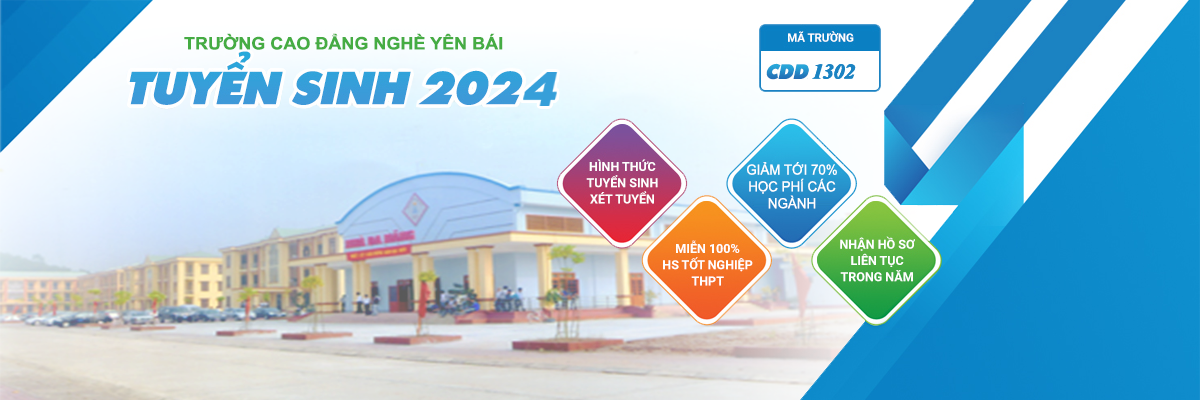 TRƯỜNG CAO ĐẲNG NGHỀ YÊN BÁI
TUYỂN SINH 2024
MÃ TRƯỜNG
CDD 1302
HÌNH THỨC
TUYỂN SINH
XÉT TUYỂN
MIỄN 100%
HS TỐT NGHIỆP
THPT
GIẢM TỚI 70%
HỌC PHÍ CÁC
NGÀNH
NHẬN HỒ SƠ
LIÊN TỤC
TRONG NĂM